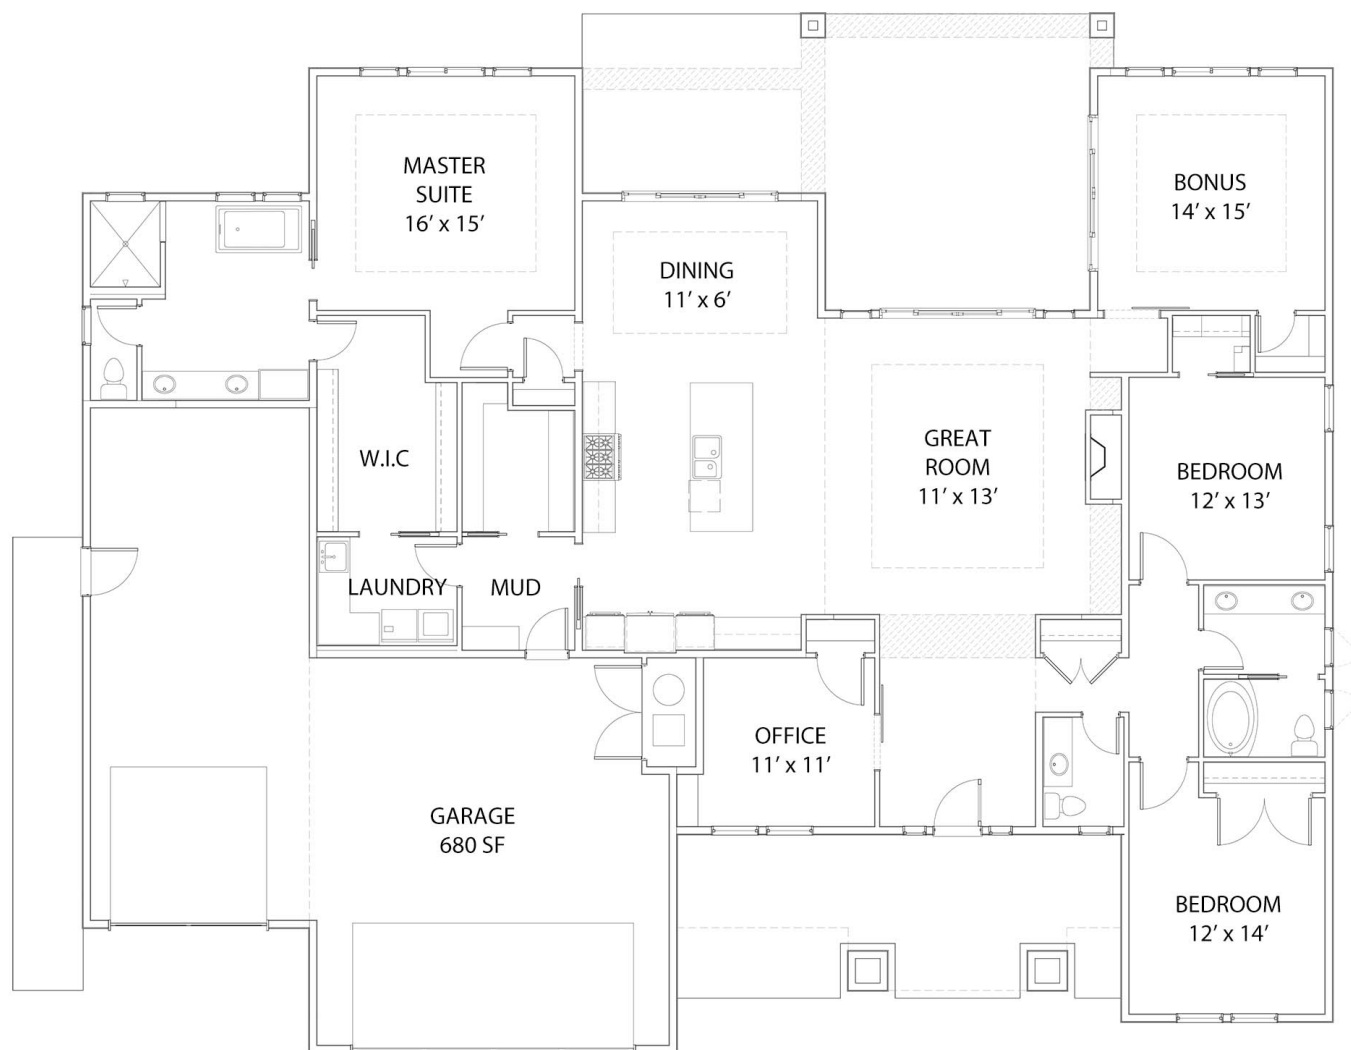 MASTER
SUITE
16’ x 15’
BONUS
14’ x 15’
DINING
11’ x 6’
W.I.C
GREAT
ROOM
11’ x 13’
BEDROOM
12’ x 13’
LAUNDRY
MUD
OFFICE
11’ x 11’
GARAGE
680 SF
BEDROOM
12’ x 14’